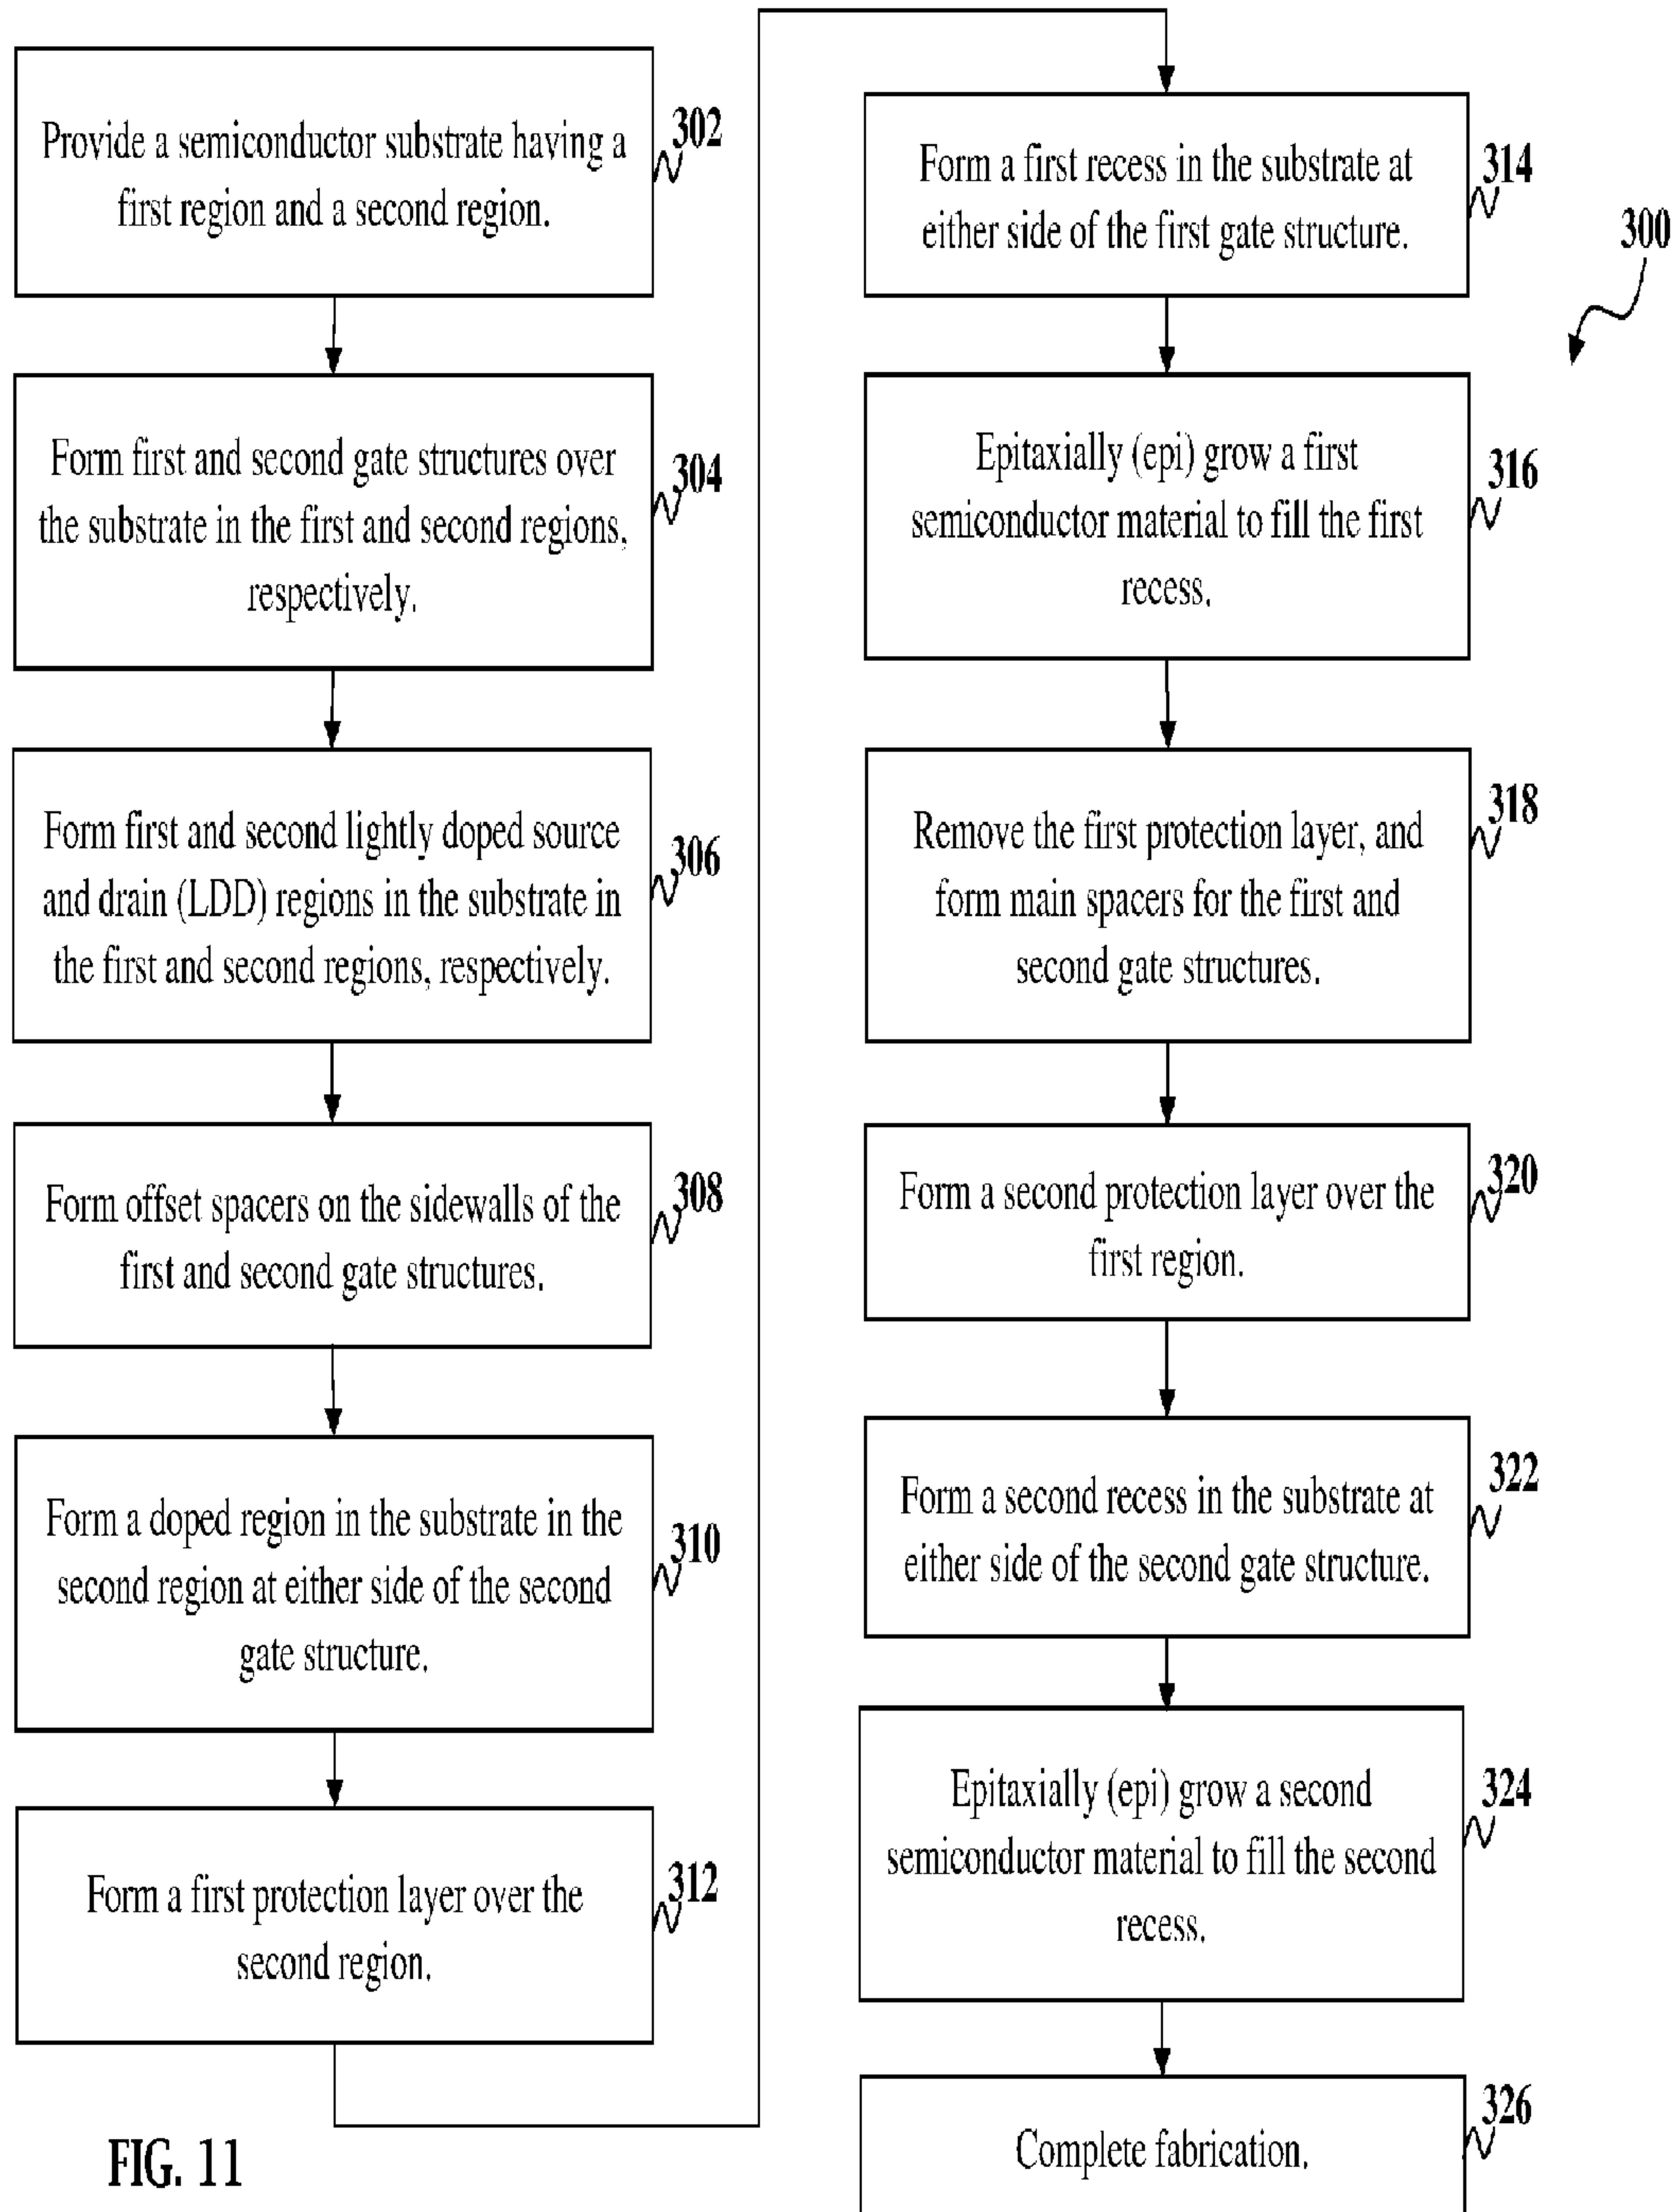 Provide a semiconductor substrate having a
first region and a second region.
302
Form first and second gate structures over
the substrate in the first and second regions,
respectively.
304
Form first and second lightly doped source
and drain (LDD) regions in the substrate in
the first and second regions, respectively.
306
Form offset spacers on the sidewalls of the
first and second gate structures.
308
Form a doped region in the substrate in the
second region at either side of the second
gate structure.
310
Form a first protection layer over the
second region.
312
Form a first recess in the substrate at
either side of the first gate structure.
314
300
Epitaxially (epi) grow a first
semiconductor material to fill the first
recess.
316
Remove the first protection layer, and
form main spacers for the first and
second gate structures.
318
Form a second protection layer over the
first region.
320
Form a second recess in the substrate at
either side of the second gate structure.
322
Epitaxially (epi) grow a second
semiconductor material to fill the second
recess.
324
Complete fabrication.
326
FIG. 11